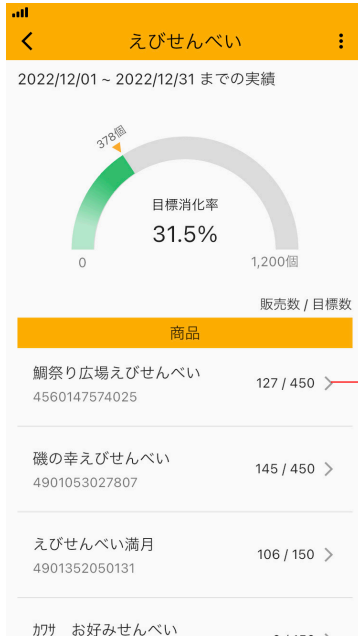 えびせんべい
2022/12/01 ~ 2022/12/31 までの実績
378個
目標消化率
31.5%
0
1,200個
販売数 / 目標数
商品
鯛祭り広場えびせんべい
127 / 450
4560147574025
磯の幸えびせんべい
145 / 450
4901053027807
えびせんべい満月
106 / 150
4901352050131
ｶﾜｻ　お好みせんべい